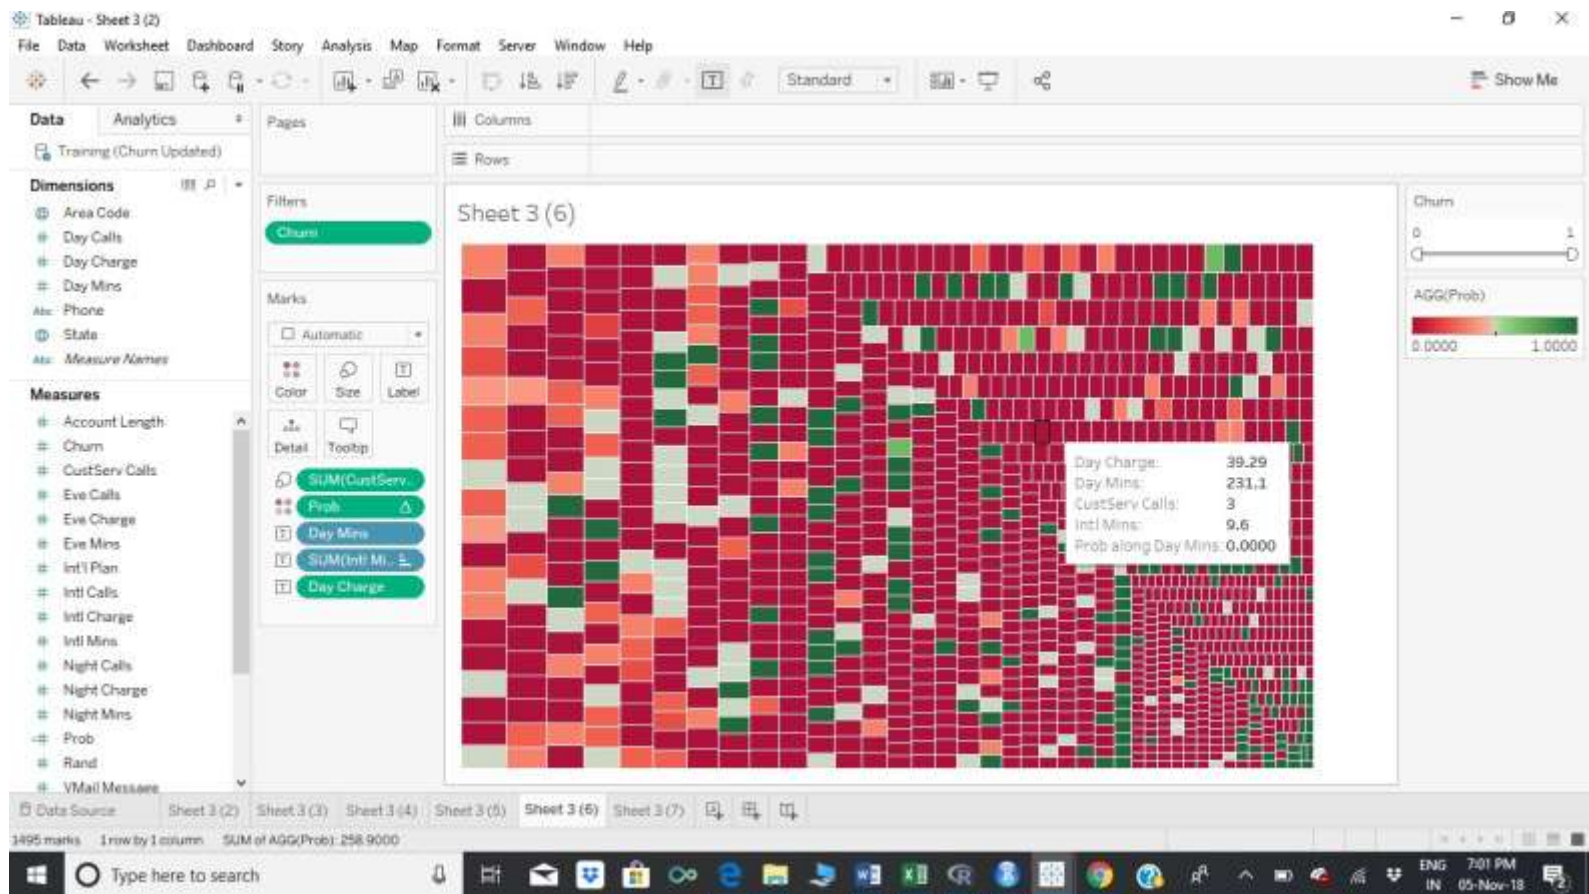 Tableau - Sheet 3 (2)
File Data Worksheet Dashboard Story Analysis Map Format Server Window Help
Standard
Show Me
Data Analytics
Training (Churn Updated)
Dimensions
Area Code
Day Calls
Day Charge
Day Mins
Abc Phone
State
Abc Measure Names
Measures
Account Length
Churn
CustServ Calls
Eve Calls
Eve Charge
Eve Mins
Int'l Plan
Intl Calls
Intl Charge
Intl Mins
Night Calls
Night Charge
Night Mins
Prob
Rand
VMail Message
Pages
Filters
Churn
Marks
Automatic
Color Size Label
Detail Tooltip
SUM(CustServ..
Prob
Day Mins
SUM(Intl Mi..
Day Charge
Columns
Rows
Sheet 3 (6)
Day Charge: 39.29
Day Mins: 231.1
CustServ Calls: 3
Intl Mins: 9.6
Prob along Day Mins: 0.0000
Churn
0 1
AGG(Prob)
0.0000 1.0000
Data Source Sheet 3 (2) Sheet 3 (3) Sheet 3 (4) Sheet 3 (5) Sheet 3 (6) Sheet 3 (7)
1495 marks 1 row by 1 column SUM of AGG(Prob): 258.9000
Type here to search
ENG 7:01 PM
IN 05-Nov-18
2